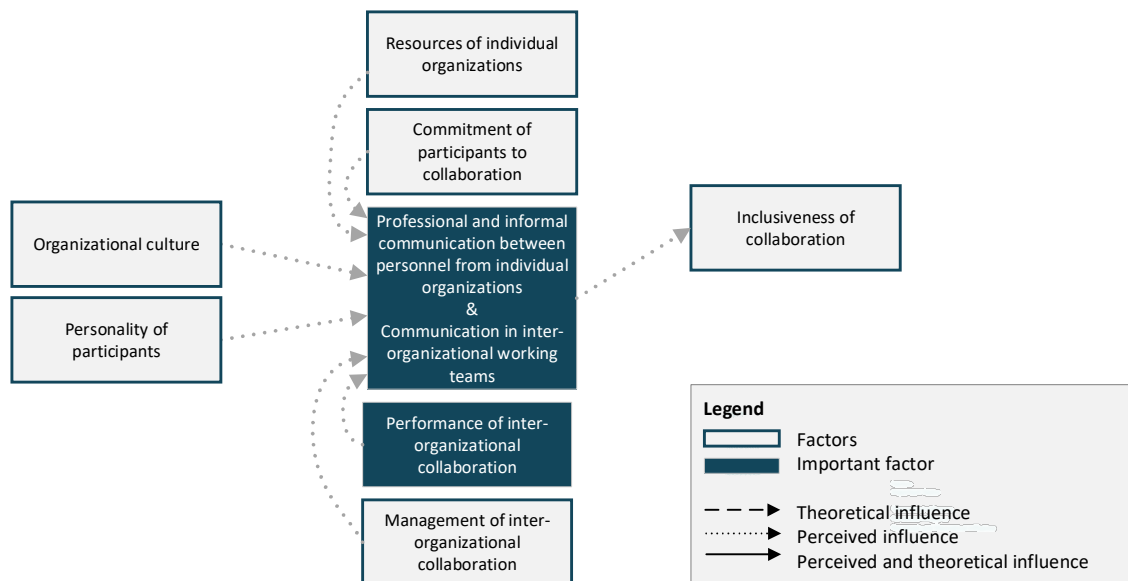 Resources of individual
organizations
Commitment of
participants to
collaboration
Organizational culture
Personality of
participants
Professional and informal
communication between
personnel from individual
organizations
&
Communication in inter-
organizational working
teams
Inclusiveness of
collaboration
Performance of inter-
organizational
collaboration
Management of inter-
organizational
collaboration
Legend
Factors
Important factor
Theoretical influence
Perceived influence
Perceived and theoretical influence